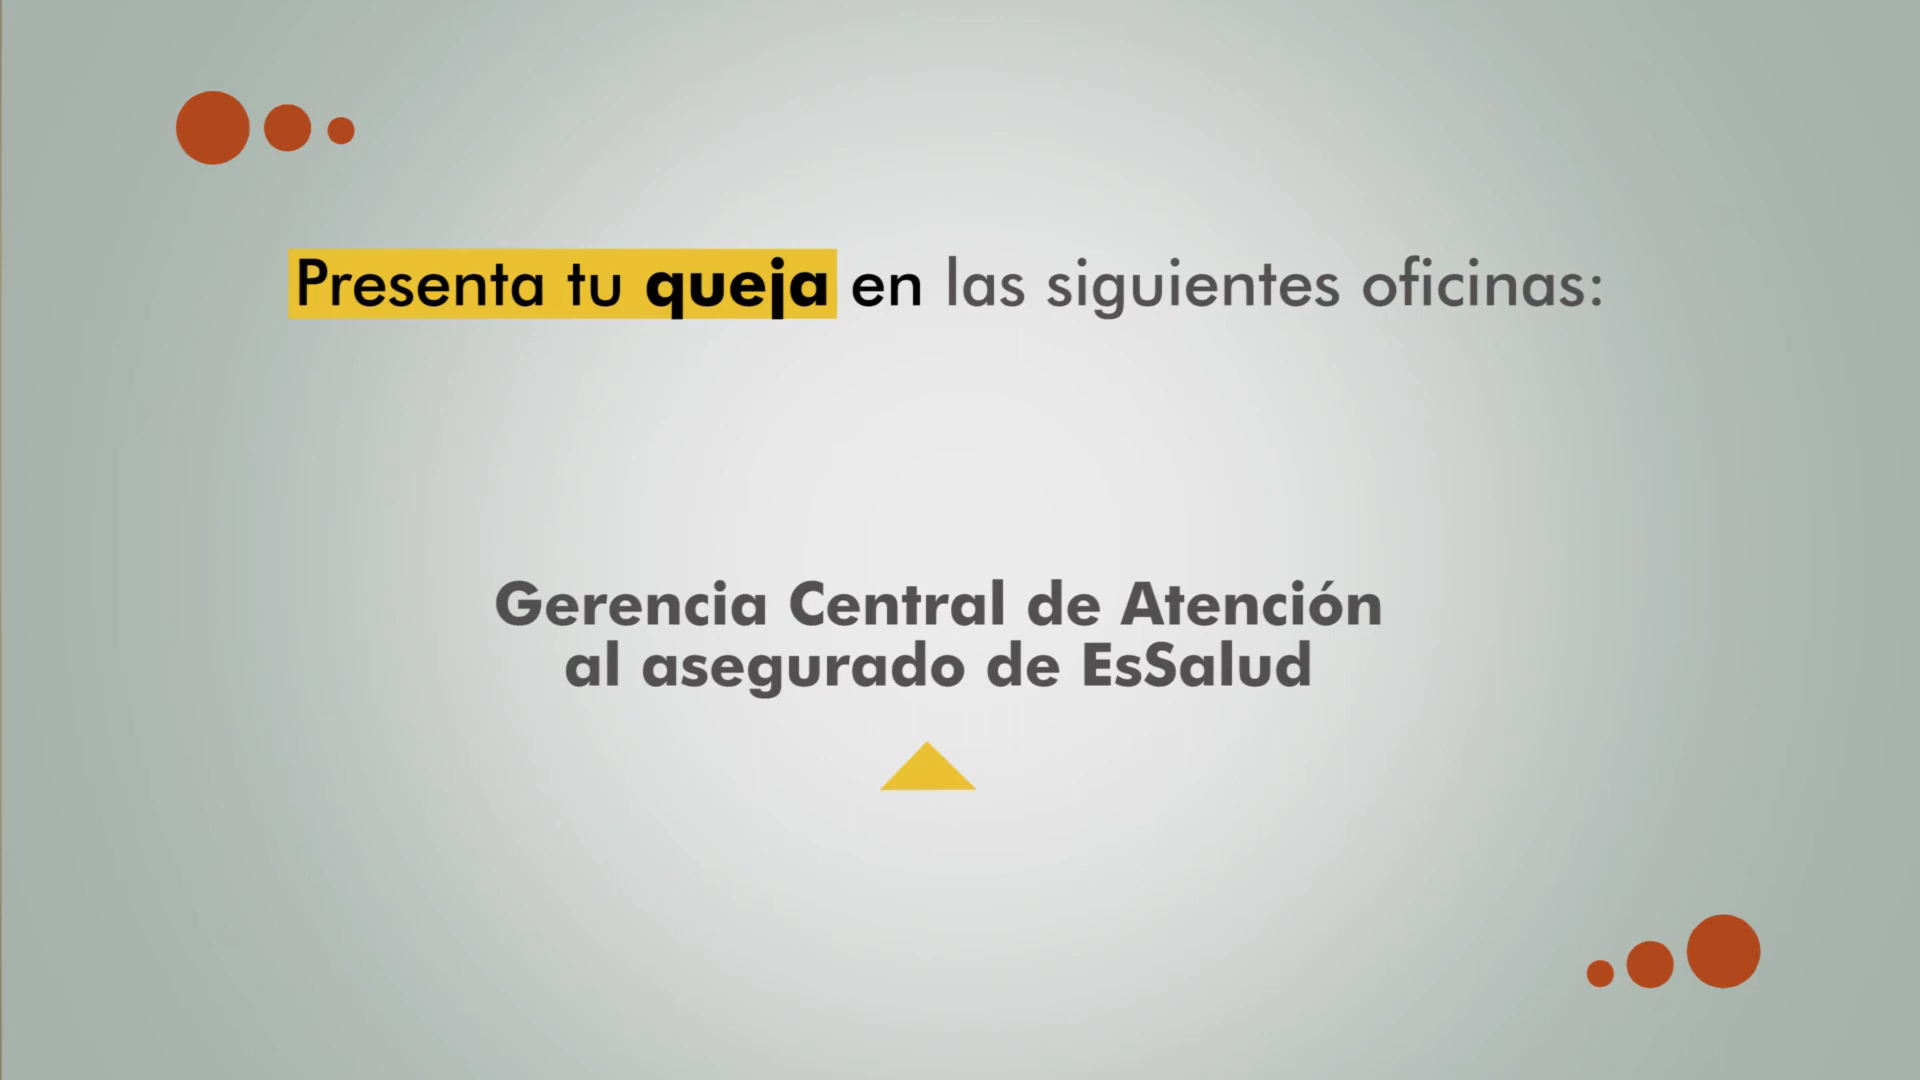 Presenta tu queja en las siguientes oficinas:
Gerencia Central de Atención
al asegurado de EsSalud